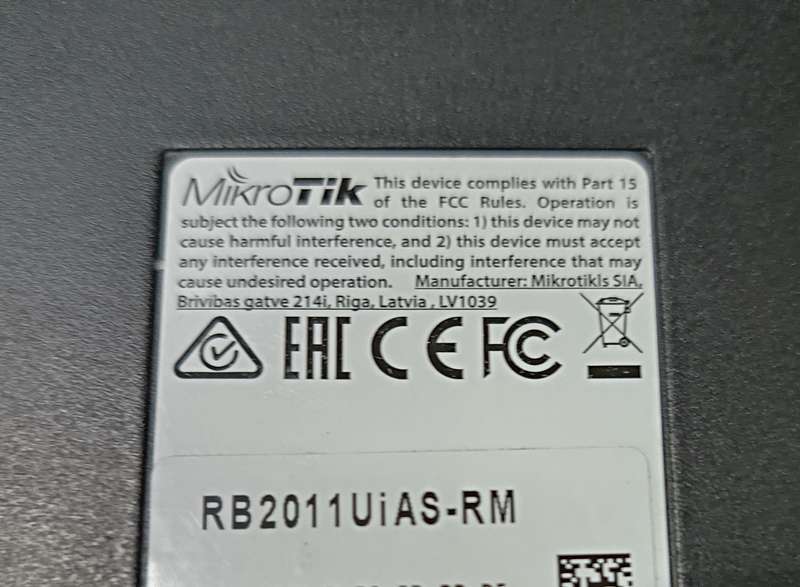 MikroTik This device complies with Part 15
of the FCC Rules. Operation is
subject the following two conditions: 1) this device may not
cause harmful interference, and 2) this device must accept
any interference received, including interference that may
cause undesired operation. Manufacturer: Mikrotikls SIA,
Brivibas gatve 214i, Riga, Latvia , LV1039
EAC CE FCC
RB2011UiAS-RM